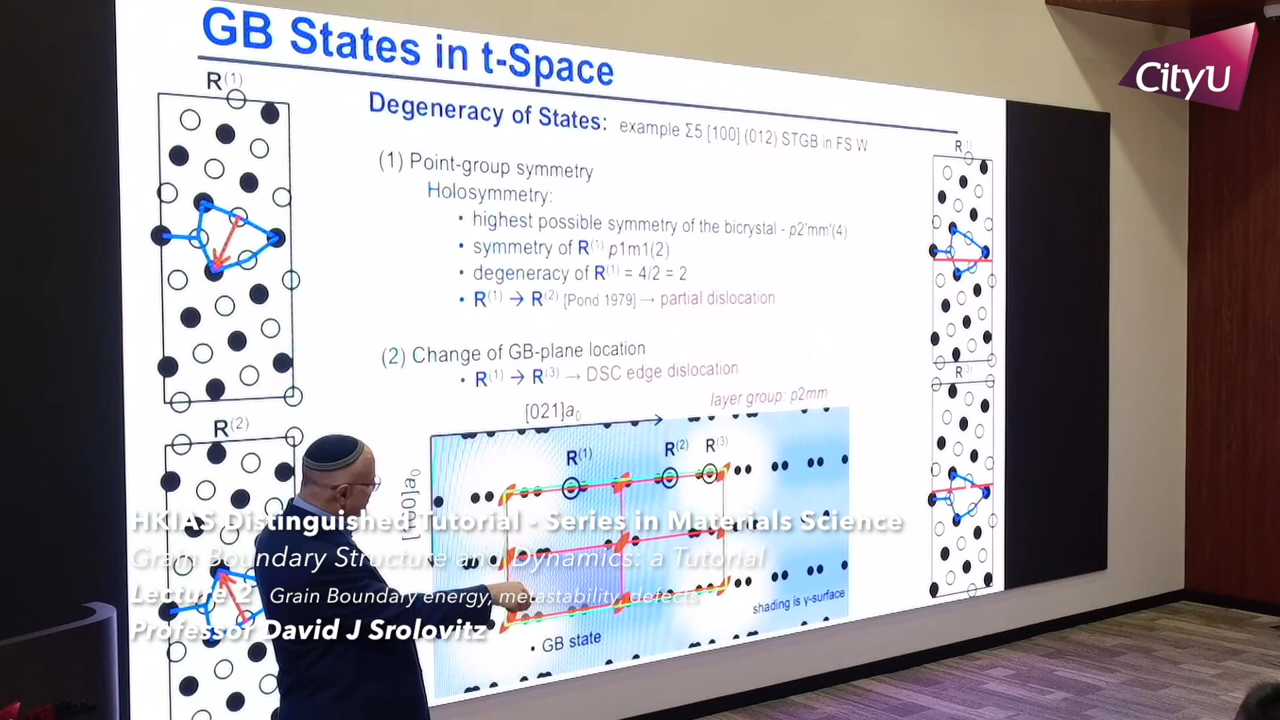 GB States in t-Space
CityU
R(1)
Degeneracy of States: example Σ5 [100] (012) STGB in FS W
(1) Point-group symmetry
Holosymmetry:
• highest possible symmetry of the bicrystal - p2'mm'(4)
• symmetry of R(1) p1m1(2)
• degeneracy of R(1) = 4/2 = 2
• R(1) → R(2) [Pond 1979] → partial dislocation
(2) Change of GB-plane location
• R(1) → R(3) → DSC edge dislocation
layer group: p2mm
[021]a0
R(1)
R(2)
R(3)
R(2)
R(3)
shading is γ-surface
• GB state
HKIAS Distinguished Tutorial - Series in Materials Science
Grain Boundary Structure and Dynamics: a Tutorial
Lecture 2 Grain Boundary energy, metastability, defects
Professor David J Srolovitz